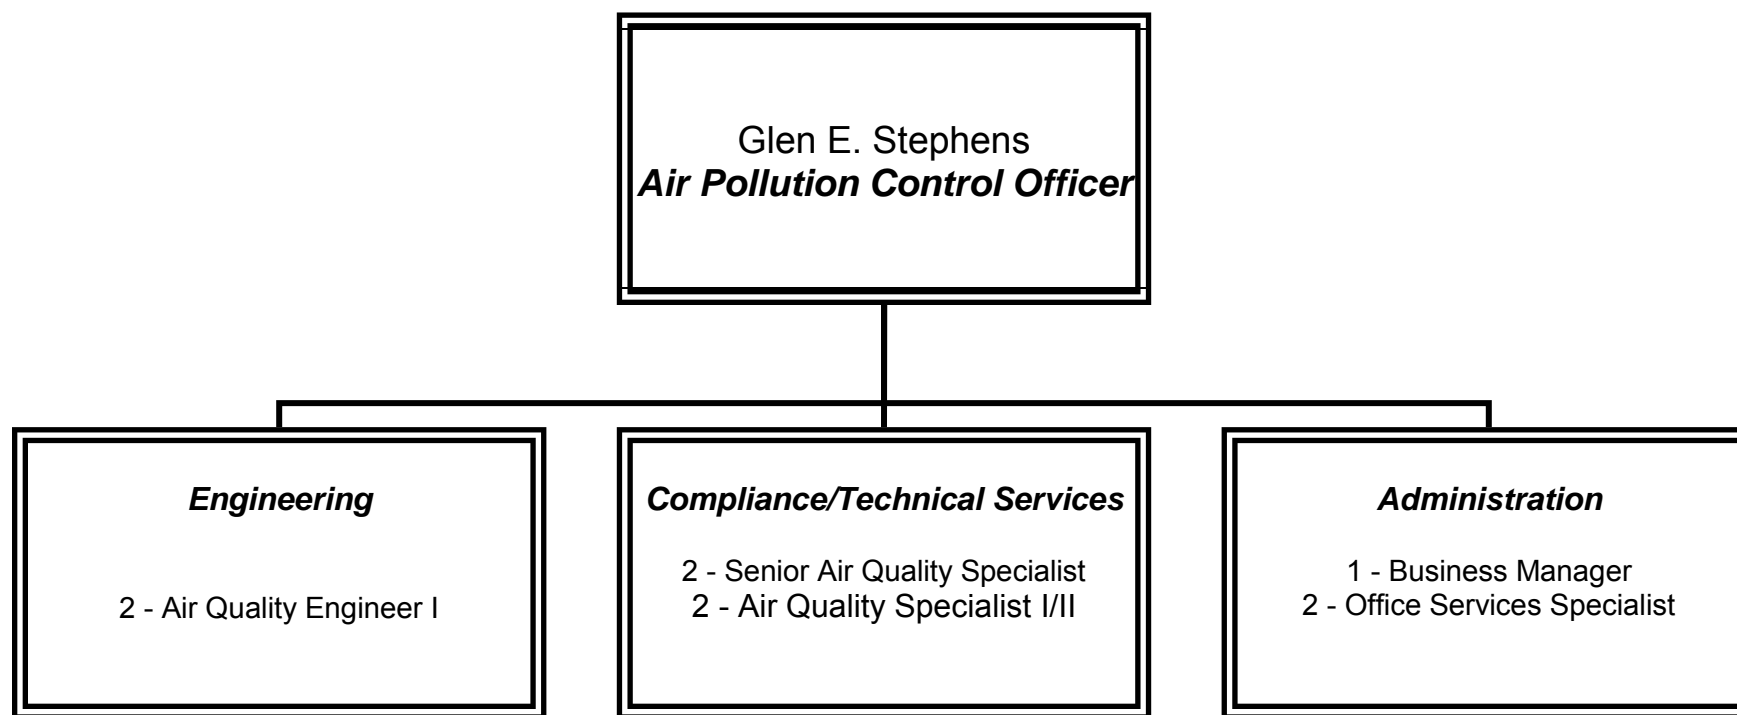 Glen E. Stephens
Air Pollution Control Officer
Engineering
2 - Air Quality Engineer I
Compliance/Technical Services
2 - Senior Air Quality Specialist
2 - Air Quality Specialist I/II
Administration
1 - Business Manager
2 - Office Services Specialist